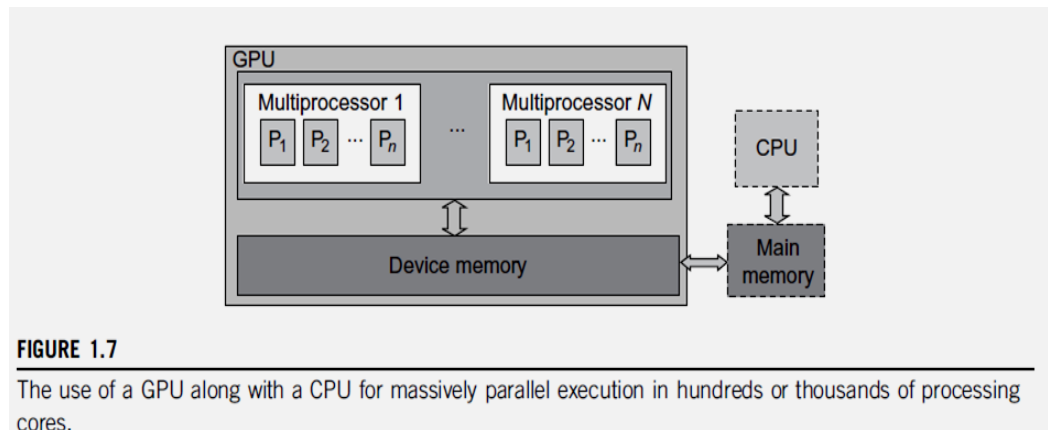 GPU
Multiprocessor 1
P1 P2 ... Pn
...
Multiprocessor N
P1 P2 ... Pn
CPU
Device memory
Main
memory
FIGURE 1.7
The use of a GPU along with a CPU for massively parallel execution in hundreds or thousands of processing
cores.